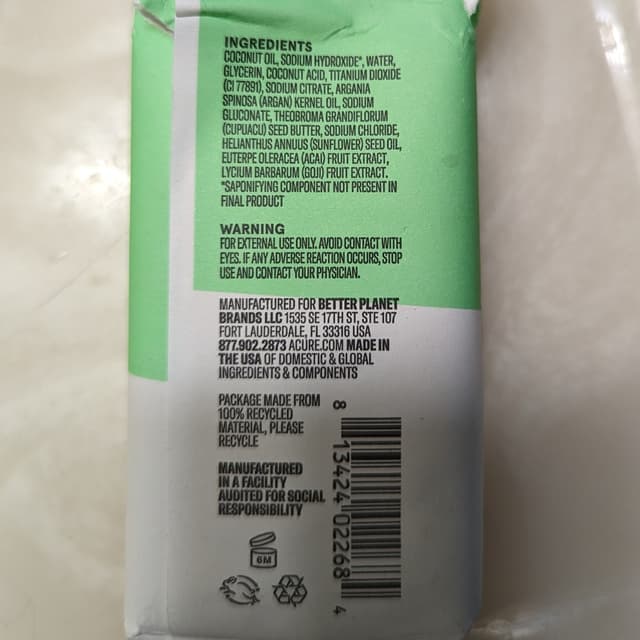 INGREDIENTS
COCONUT OIL, SODIUM HYDROXIDE*, WATER,
GLYCERIN, COCONUT ACID, TITANIUM DIOXIDE
(CI 77891), SODIUM CITRATE, ARGANIA
SPINOSA (ARGAN) KERNEL OIL, SODIUM
GLUCONATE, THEOBROMA GRANDIFLORUM
(CUPUACU) SEED BUTTER, SODIUM CHLORIDE,
HELIANTHUS ANNUUS (SUNFLOWER) SEED OIL,
EUTERPE OLERACEA (ACAI) FRUIT EXTRACT,
LYCIUM BARBARUM (GOJI) FRUIT EXTRACT.
*SAPONIFYING COMPONENT NOT PRESENT IN
FINAL PRODUCT
WARNING
FOR EXTERNAL USE ONLY. AVOID CONTACT WITH
EYES. IF ANY ADVERSE REACTION OCCURS, STOP
USE AND CONTACT YOUR PHYSICIAN.
MANUFACTURED FOR BETTER PLANET
BRANDS LLC 1535 SE 17TH ST, STE 107
FORT LAUDERDALE, FL 33316 USA
877.902.2873 ACURE.COM MADE IN
THE USA OF DOMESTIC & GLOBAL
INGREDIENTS & COMPONENTS
PACKAGE MADE FROM
100% RECYCLED
MATERIAL, PLEASE
RECYCLE
MANUFACTURED
IN A FACILITY
AUDITED FOR SOCIAL
RESPONSIBILITY
6M
8 13424 02268 4